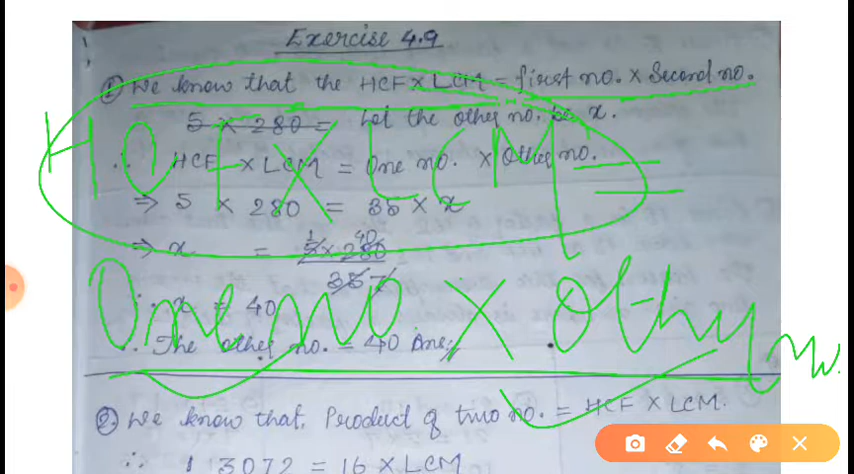 Exercise 4.9
① We know that the HCF X LCM = first no. X Second no.
5 X 280 = Let the other no. be x.
∴ HCF X LCM = One no. X Other no.
⇒ 5 X 280 = 35 X x
⇒ x = 5 X 280 / 35
1 40 7
∴ x = 40
∴ The other no. = 40 Ans
② We know that, Product of two no. = HCF X LCM.
∴ 13072 = 16 X LCM
HCF X LCM =
One no. X Other no.